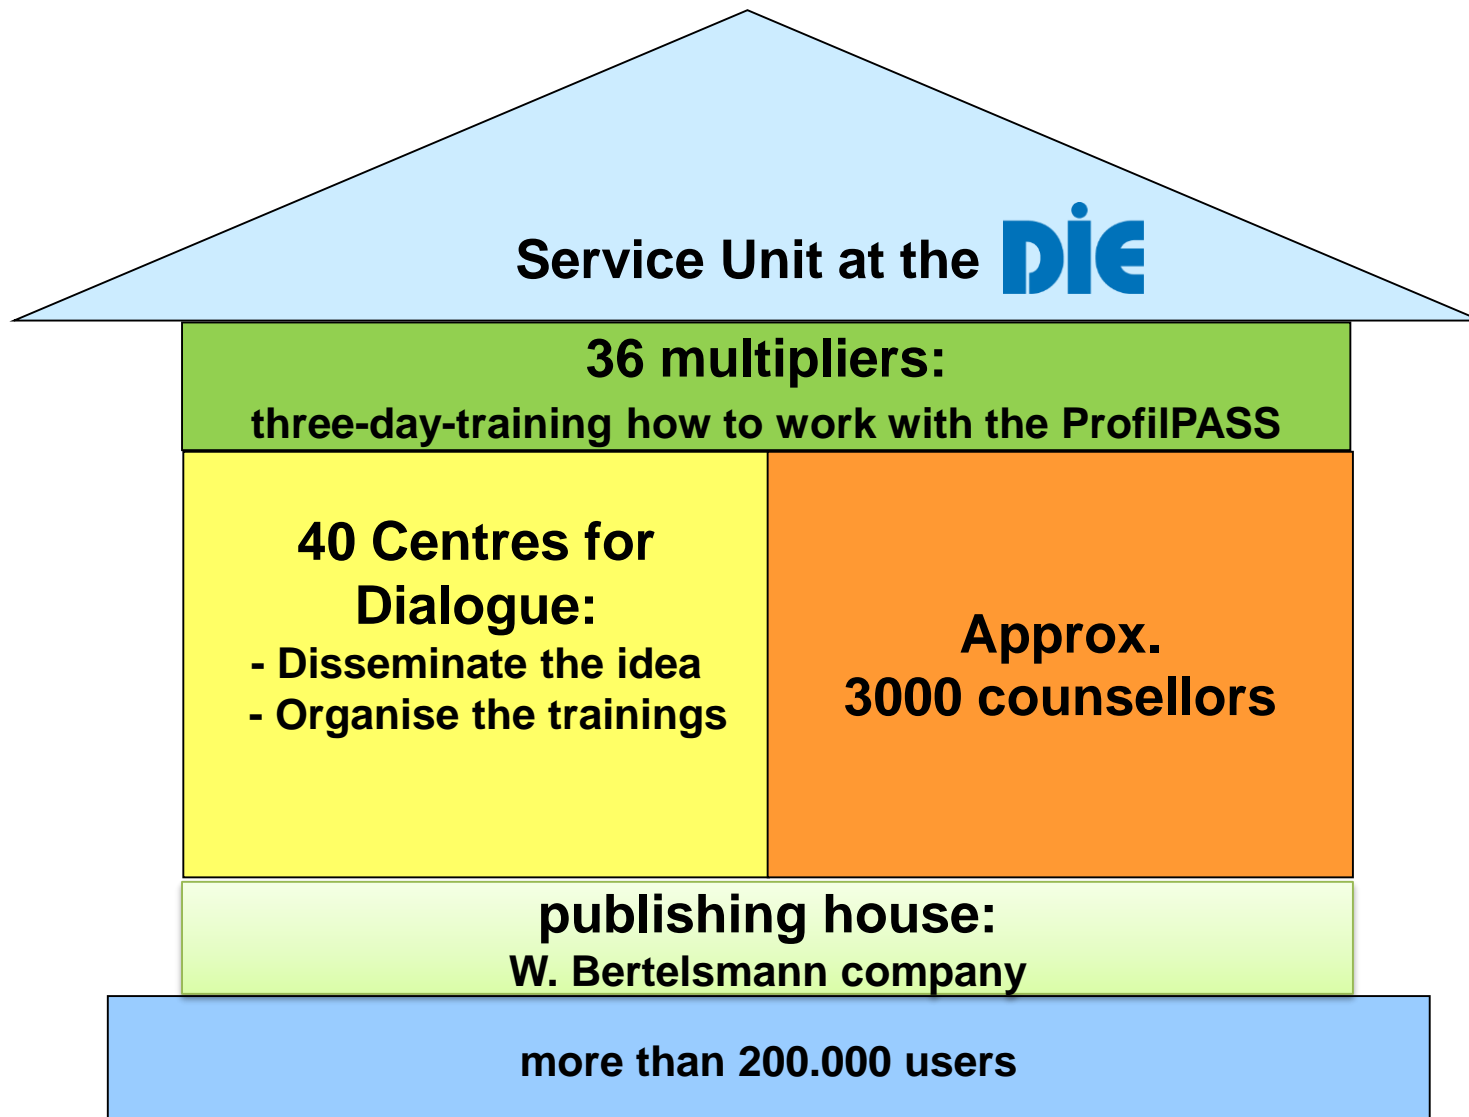 Service Unit at the DiE
36 multipliers:
three-day-training how to work with the ProfilPASS
40 Centres for
Dialogue:
- Disseminate the idea
- Organise the trainings
Approx.
3000 counsellors
publishing house:
W. Bertelsmann company
more than 200.000 users